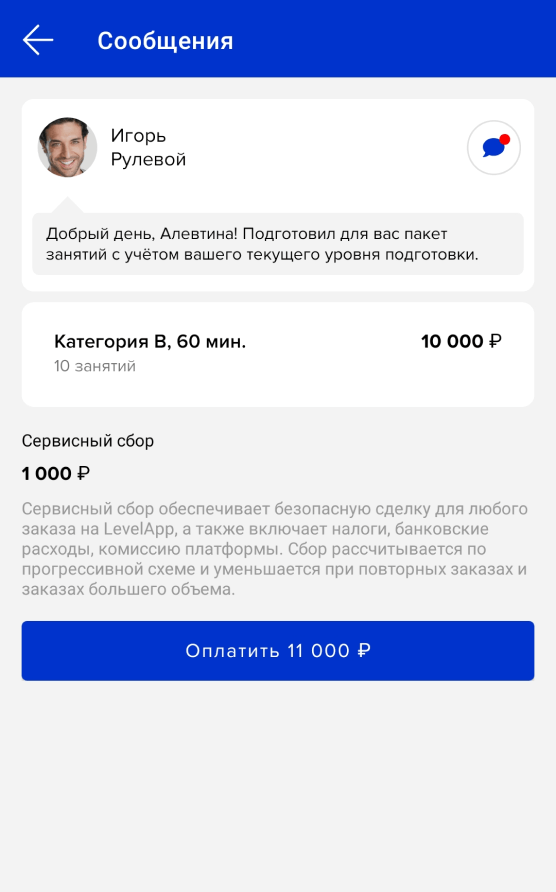 Сообщения
Игорь
Рулевой
Добрый день, Алевтина! Подготовил для вас пакет
занятий с учётом вашего текущего уровня подготовки.
Категория В, 60 мин.
10 000 ₽
10 занятий
Сервисный сбор
1 000 ₽
Сервисный сбор обеспечивает безопасную сделку для любого
заказа на LevelApp, а также включает налоги, банковские
расходы, комиссию платформы. Сбор рассчитывается по
прогрессивной схеме и уменьшается при повторных заказах и
заказах большего объема.
Оплатить 11 000 ₽